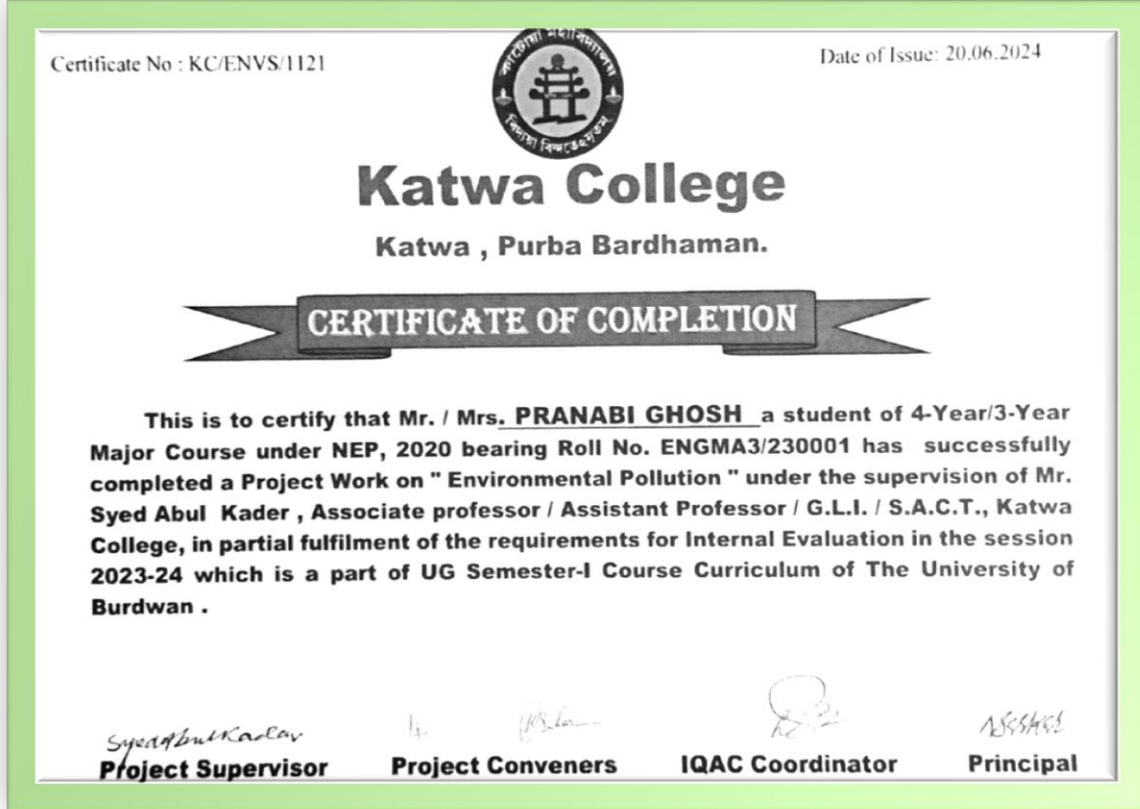 Certificate No : KC/ENVS/1121
Date of Issue: 20.06.2024
কাটোয়া মহাবিদ্যালয়
Katwa College
Katwa , Purba Bardhaman.
CERTIFICATE OF COMPLETION
This is to certify that Mr. / Mrs. PRANABI GHOSH a student of 4-Year/3-Year
Major Course under NEP, 2020 bearing Roll No. ENGMA3/230001 has successfully
completed a Project Work on " Environmental Pollution " under the supervision of Mr.
Syed Abul Kader , Associate professor / Assistant Professor / G.L.I. / S.A.C.T., Katwa
College, in partial fulfilment of the requirements for Internal Evaluation in the session
2023-24 which is a part of UG Semester-I Course Curriculum of The University of
Burdwan .
Syed Abul Kader
Project Supervisor Project Conveners IQAC Coordinator Principal